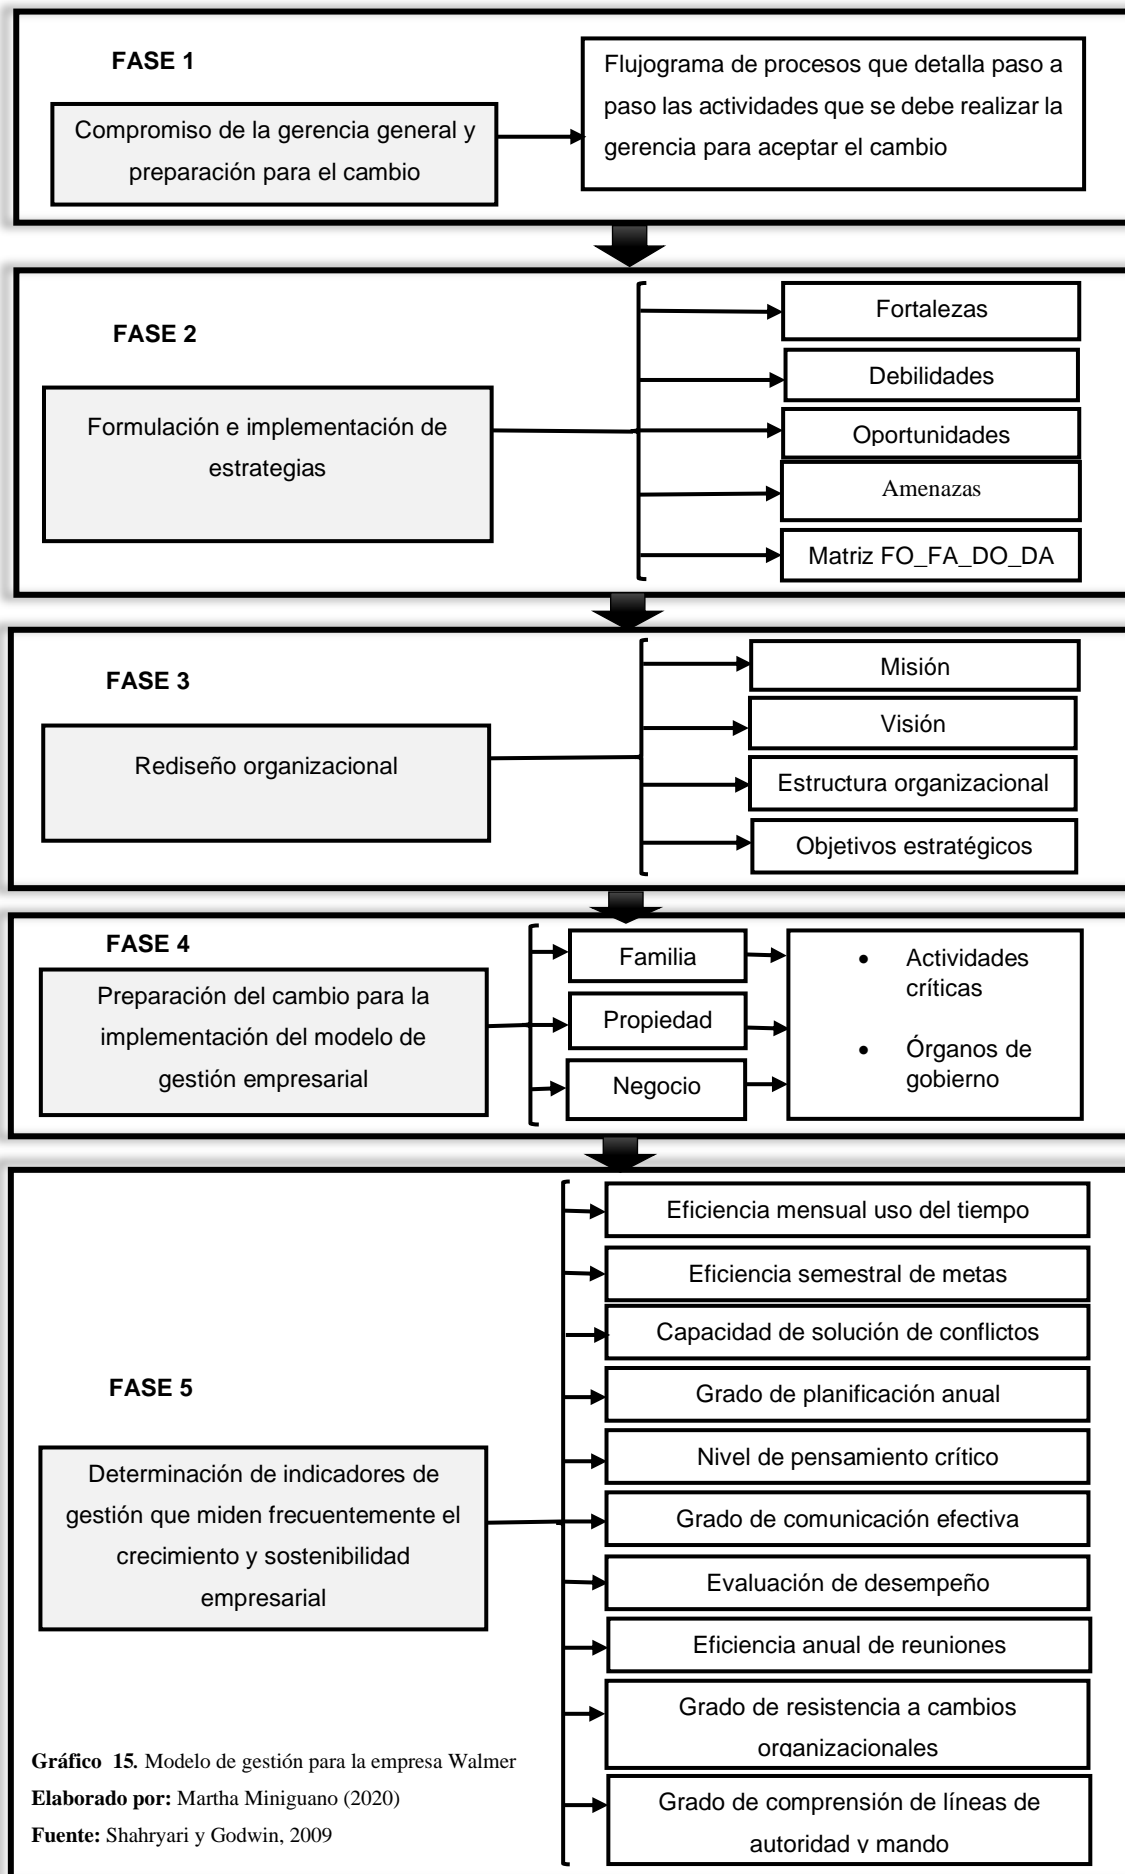 FASE 1
Compromiso de la gerencia general y
preparación para el cambio
Flujograma de procesos que detalla paso a
paso las actividades que se debe realizar la
gerencia para aceptar el cambio
FASE 2
Formulación e implementación de
estrategias
Fortalezas
Debilidades
Oportunidades
Amenazas
Matriz FO_FA_DO_DA
FASE 3
Rediseño organizacional
Misión
Visión
Estructura organizacional
Objetivos estratégicos
FASE 4
Preparación del cambio para la
implementación del modelo de
gestión empresarial
Familia
Propiedad
Negocio
• Actividades
críticas
• Órganos de
gobierno
FASE 5
Determinación de indicadores de
gestión que miden frecuentemente el
crecimiento y sostenibilidad
empresarial
Eficiencia mensual uso del tiempo
Eficiencia semestral de metas
Capacidad de solución de conflictos
Grado de planificación anual
Nivel de pensamiento crítico
Grado de comunicación efectiva
Evaluación de desempeño
Eficiencia anual de reuniones
Grado de resistencia a cambios
organizacionales
Grado de comprensión de líneas de
autoridad y mando
Gráfico 15. Modelo de gestión para la empresa Walmer
Elaborado por: Martha Miniguano (2020)
Fuente: Shahryari y Godwin, 2009